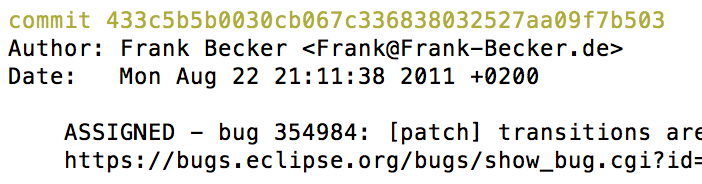 commit 433c5b5b0030cb067c336838032527aa09f7b503
Author: Frank Becker <Frank@Frank-Becker.de>
Date:   Mon Aug 22 21:11:38 2011 +0200
ASSIGNED - bug 354984: [patch] transitions are
https://bugs.eclipse.org/bugs/show_bug.cgi?id=